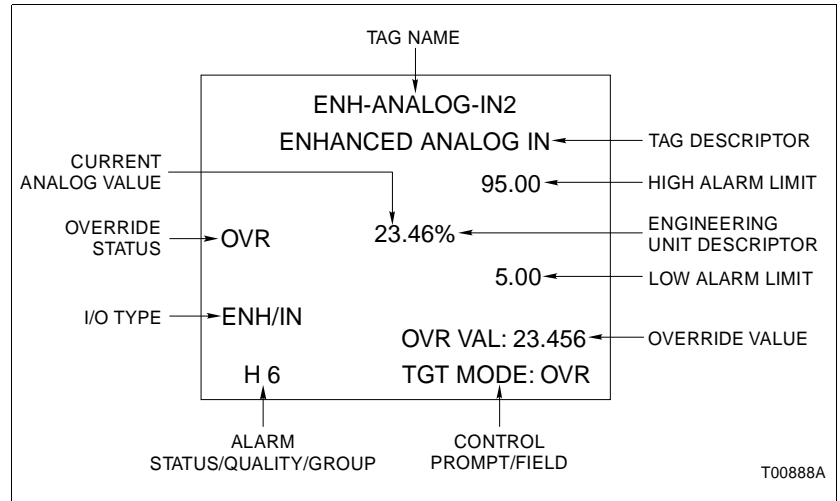 TAG NAME
ENH-ANALOG-IN2
ENHANCED ANALOG IN
TAG DESCRIPTOR
CURRENT
ANALOG VALUE
95.00
HIGH ALARM LIMIT
OVERRIDE
STATUS
OVR
23.46%
ENGINEERING
UNIT DESCRIPTOR
5.00
LOW ALARM LIMIT
I/O TYPE
ENH/IN
OVR VAL: 23.456
OVERRIDE VALUE
H 6
TGT MODE: OVR
ALARM
STATUS/QUALITY/GROUP
CONTROL
PROMPT/FIELD
T00888A